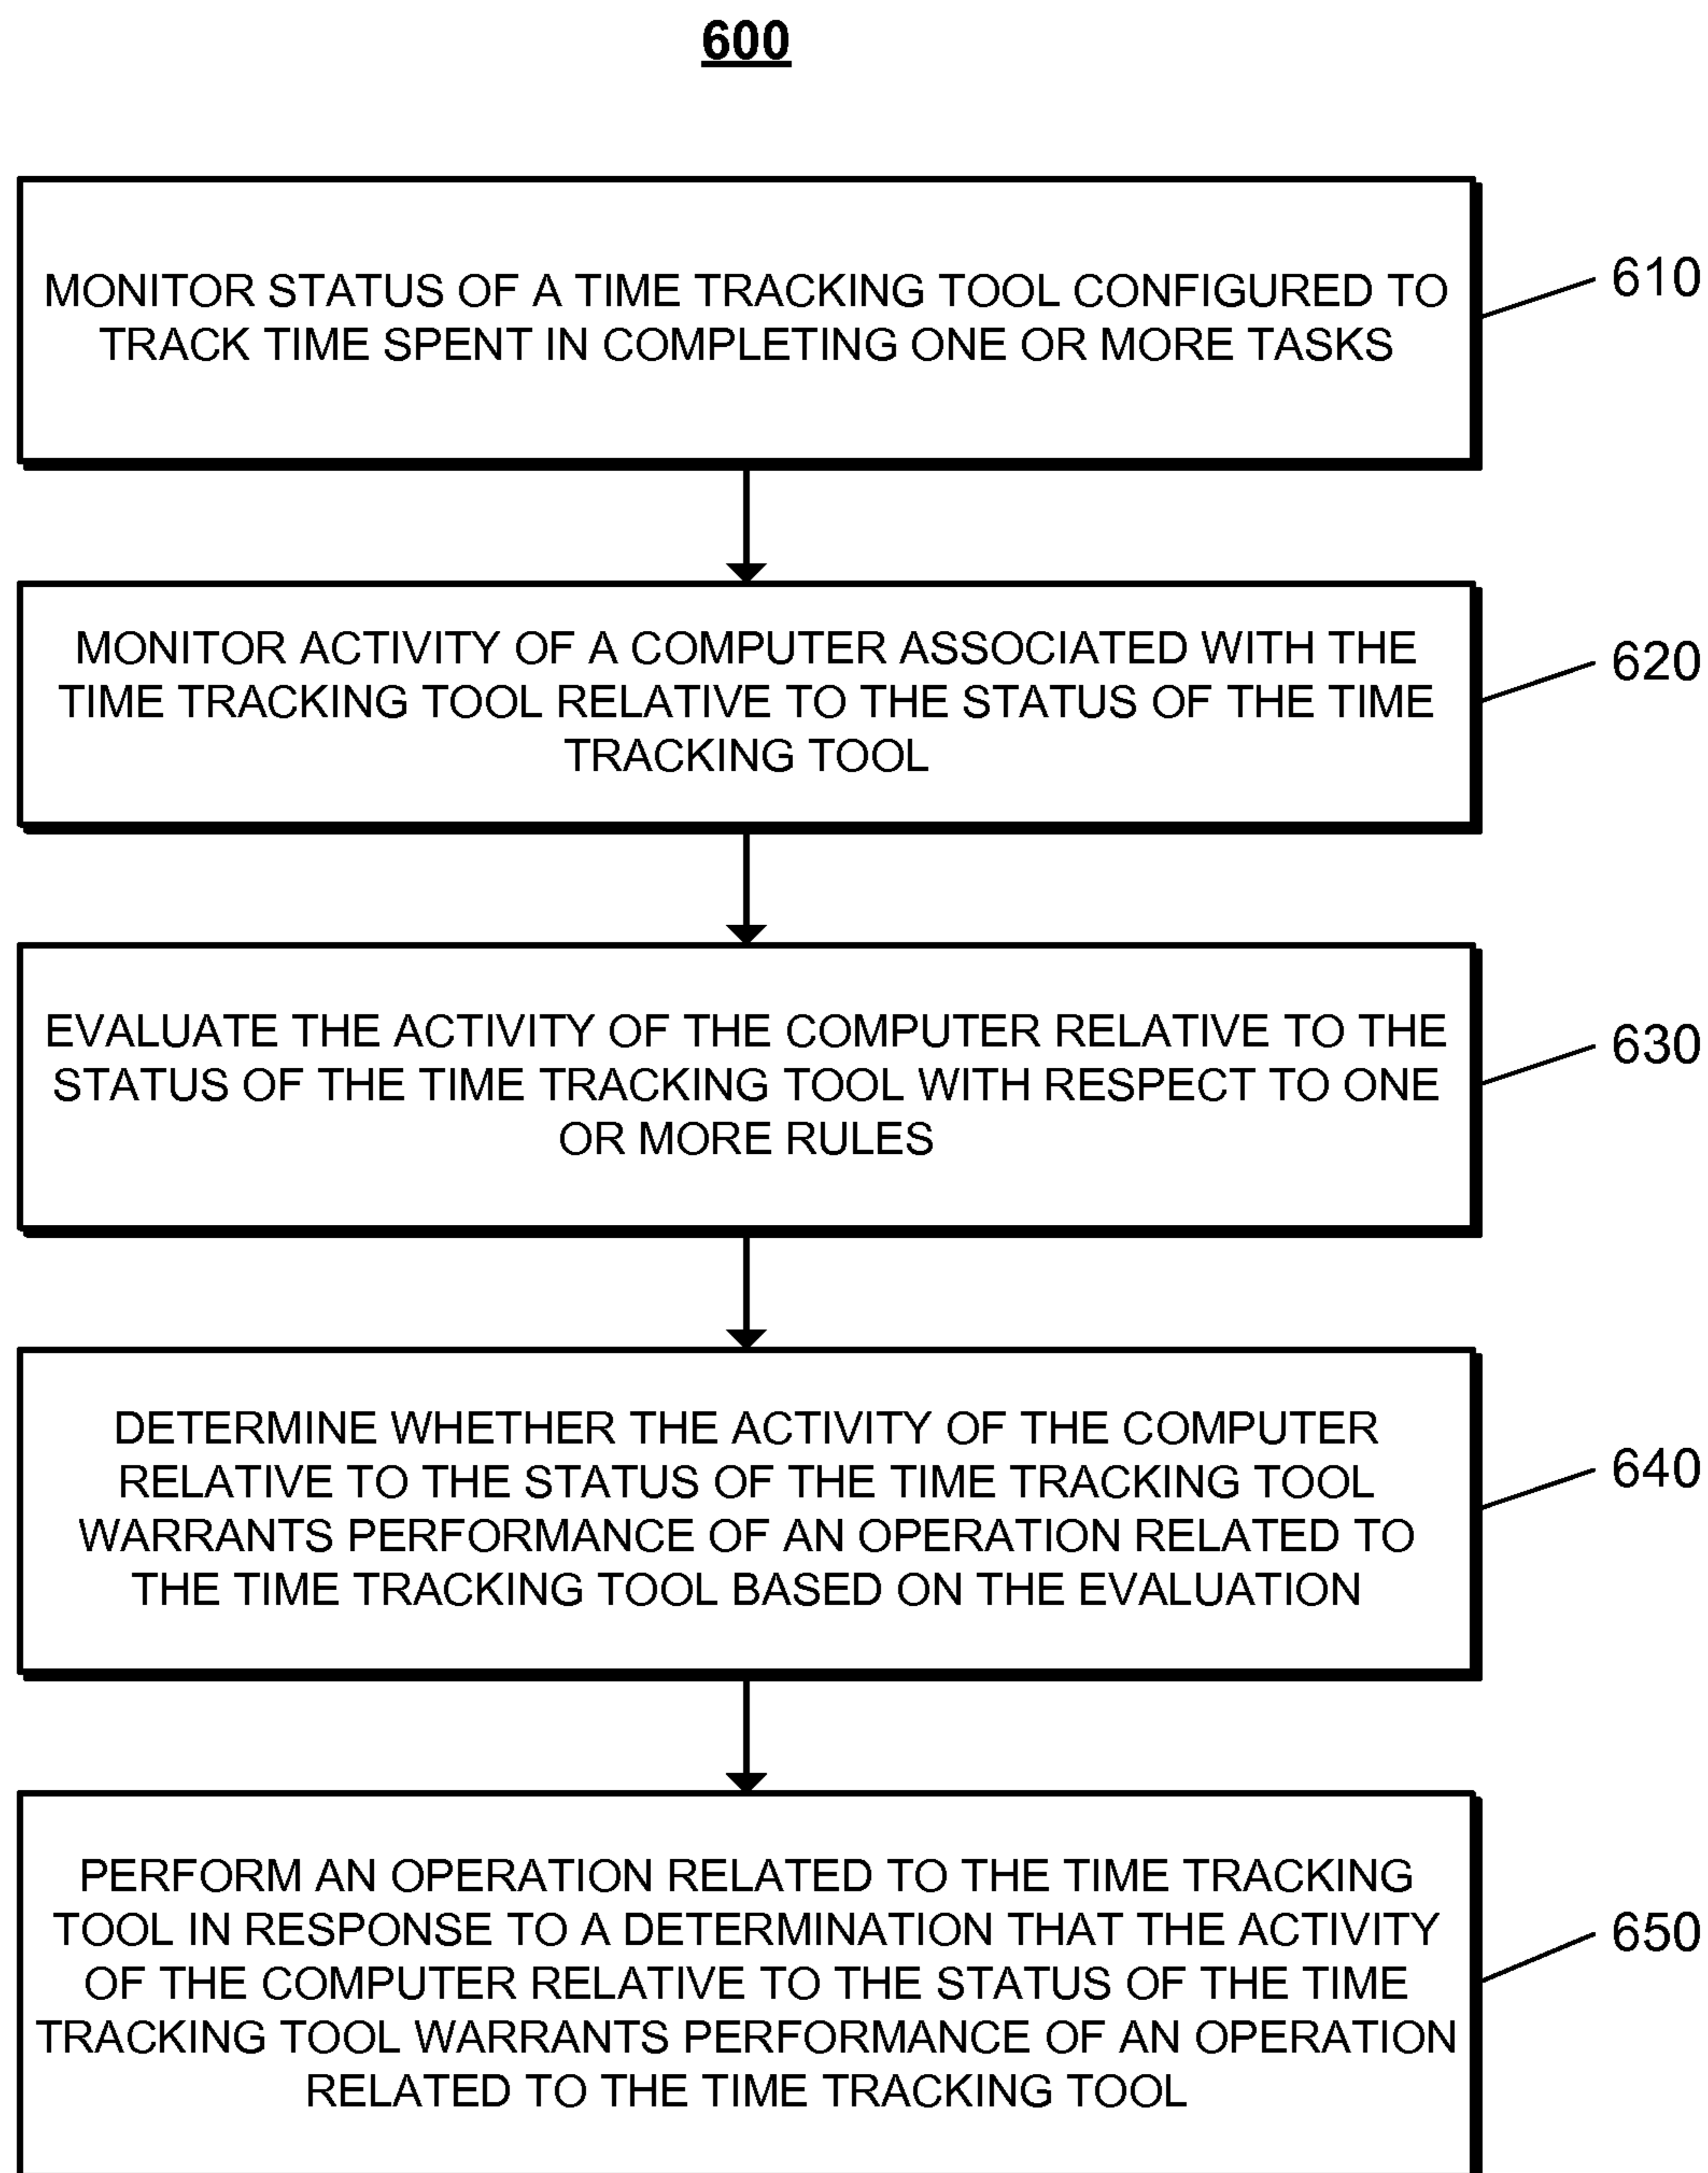 600
MONITOR STATUS OF A TIME TRACKING TOOL CONFIGURED TO
TRACK TIME SPENT IN COMPLETING ONE OR MORE TASKS
610
MONITOR ACTIVITY OF A COMPUTER ASSOCIATED WITH THE
TIME TRACKING TOOL RELATIVE TO THE STATUS OF THE TIME
TRACKING TOOL
620
EVALUATE THE ACTIVITY OF THE COMPUTER RELATIVE TO THE
STATUS OF THE TIME TRACKING TOOL WITH RESPECT TO ONE
OR MORE RULES
630
DETERMINE WHETHER THE ACTIVITY OF THE COMPUTER
RELATIVE TO THE STATUS OF THE TIME TRACKING TOOL
WARRANTS PERFORMANCE OF AN OPERATION RELATED TO
THE TIME TRACKING TOOL BASED ON THE EVALUATION
640
PERFORM AN OPERATION RELATED TO THE TIME TRACKING
TOOL IN RESPONSE TO A DETERMINATION THAT THE ACTIVITY
OF THE COMPUTER RELATIVE TO THE STATUS OF THE TIME
TRACKING TOOL WARRANTS PERFORMANCE OF AN OPERATION
RELATED TO THE TIME TRACKING TOOL
650